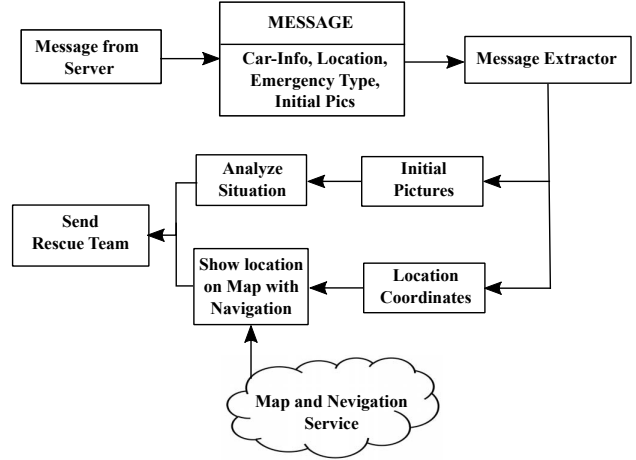 Message from
Server
MESSAGE
Car-Info, Location,
Emergency Type,
Initial Pics
Message Extractor
Analyze
Situation
Initial
Pictures
Send
Rescue Team
Show location
on Map with
Navigation
Location
Coordinates
Map and Nevigation
Service